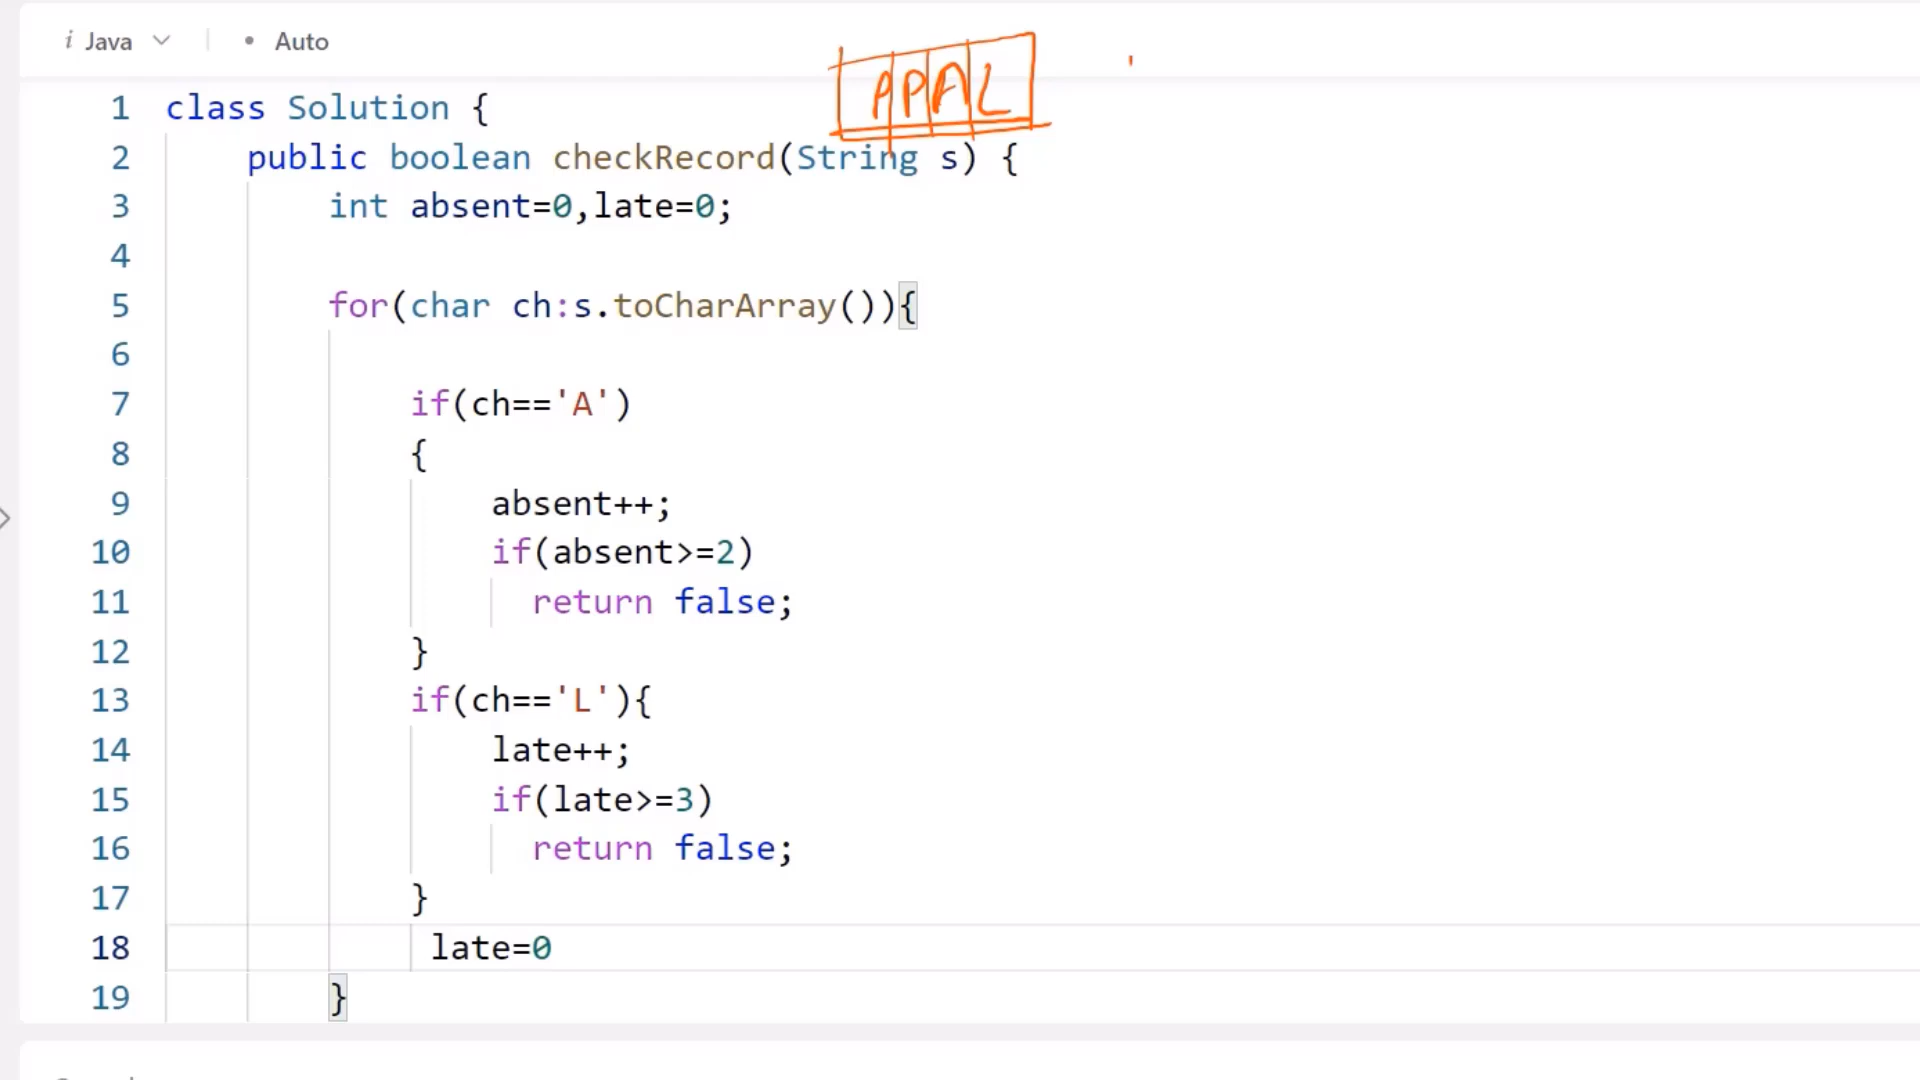 i Java • Auto
APAL
1 class Solution {
2 public boolean checkRecord(String s) {
3 int absent=0,late=0;
4
5 for(char ch:s.toCharArray()){
6
7 if(ch=='A')
8 {
9 absent++;
10 if(absent>=2)
11 return false;
12 }
13 if(ch=='L'){
14 late++;
15 if(late>=3)
16 return false;
17 }
18 late=0
19 }